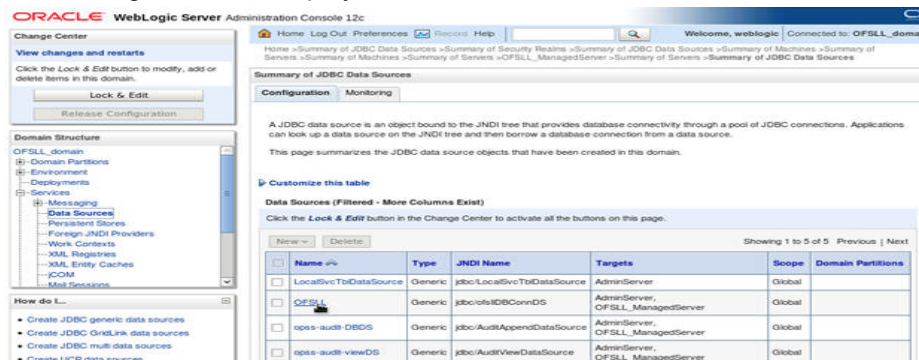 ORACLE WebLogic Server Administration Console 12c
Change Center
View changes and restarts
Click the Lock & Edit button to modify, add or
delete items in this domain.
Lock & Edit
Release Configuration
Domain Structure
OFSLL_domain
Domain Partitions
Environment
Deployments
Services
Messaging
Data Sources
Persistent Stores
Foreign JNDI Providers
Work Contexts
XML Registries
XML Entity Caches
jCOM
Mail Sessions
How do I...
Create JDBC generic data sources
Create JDBC GridLink data sources
Create JDBC multi data sources
Create UCP data sources
Home Log Out Preferences Record Help
Welcome, weblogic Connected to: OFSLL_doma
Home >Summary of JDBC Data Sources >Summary of Security Realms >Summary of JDBC Data Sources >Summary of Machines >Summary of
Servers >Summary of Machines >Summary of Servers >OFSLL_ManagedServer >Summary of Servers >Summary of JDBC Data Sources
Summary of JDBC Data Sources
Configuration Monitoring
A JDBC data source is an object bound to the JNDI tree that provides database connectivity through a pool of JDBC connections. Applications
can look up a data source on the JNDI tree and then borrow a database connection from a data source.
This page summarizes the JDBC data source objects that have been created in this domain.
Customize this table
Data Sources (Filtered - More Columns Exist)
Click the Lock & Edit button in the Change Center to activate all the buttons on this page.
New Delete Showing 1 to 5 of 5 Previous | Next
Name Type JNDI Name Targets Scope Domain Partitions
LocalSvcTblDataSource Generic jdbc/LocalSvcTblDataSource AdminServer Global
OFSLL Generic jdbc/ofsllDBConnDS AdminServer, OFSLL_ManagedServer Global
opss-audit-DBDS Generic jdbc/AuditAppendDataSource AdminServer, OFSLL_ManagedServer Global
opss-audit-viewDS Generic jdbc/AuditViewDataSource AdminServer, OFSLL_ManagedServer Global